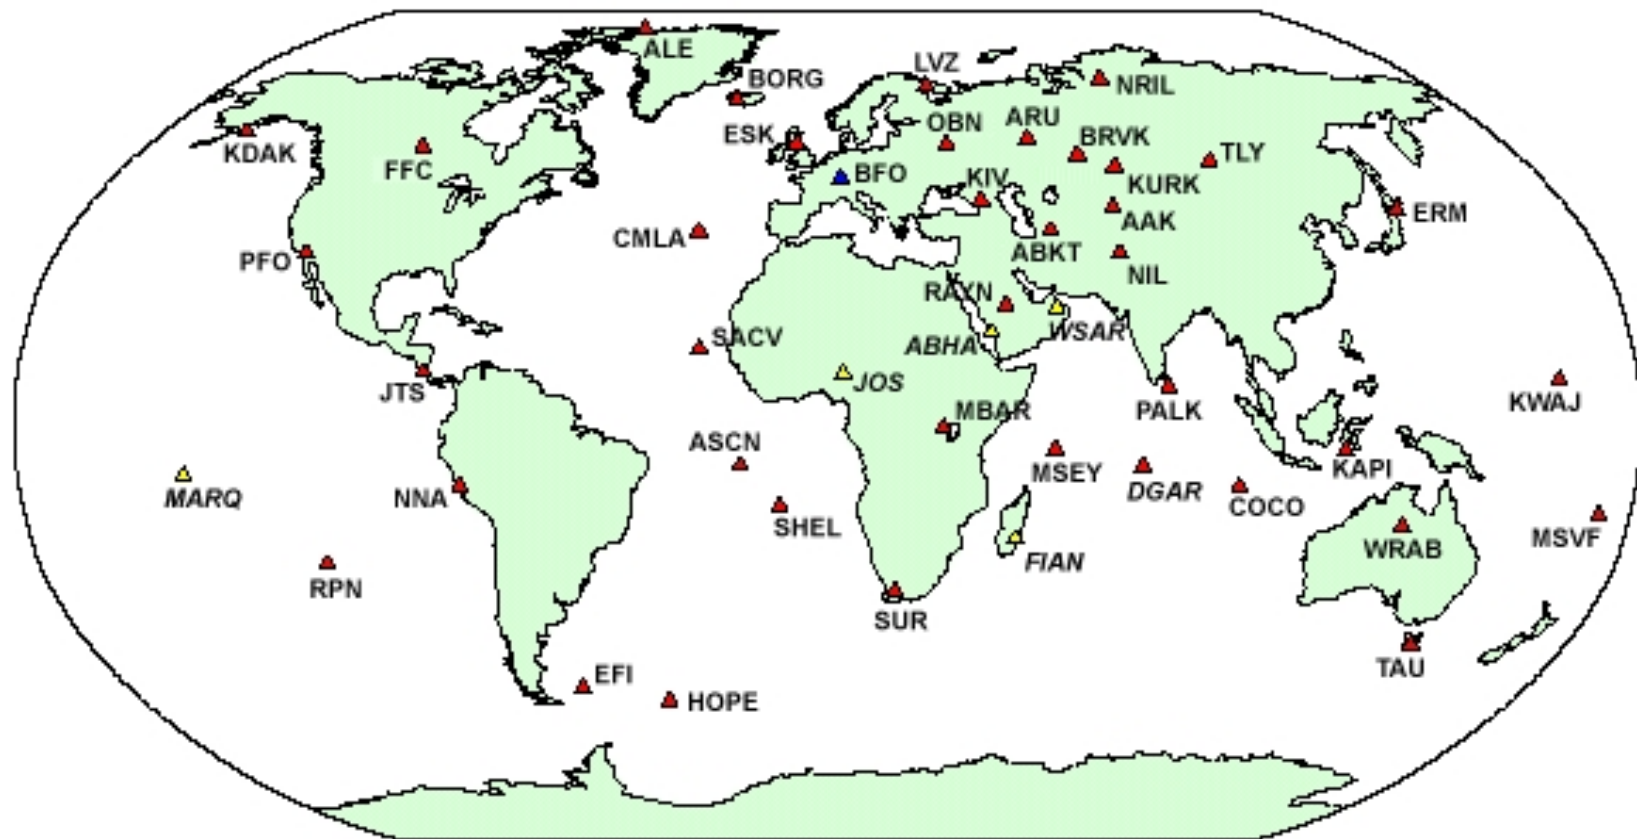 ALE
BORG
LVZ
NRIL
KDAK
FFC
ESK
OBN
ARU
BRVK
TLY
BFO
KIV
KURK
AAK
ERM
CMLA
PFO
ABKT
NIL
RAYN
SACV
ABHA
WSAR
JTS
JOS
MBAR
PALK
KWAJ
ASCN
MSEY
KAPI
MARQ
NNA
DGAR
COCO
SHEL
MSVF
WRAB
FIAN
RPN
SUR
TAU
EFI
HOPE